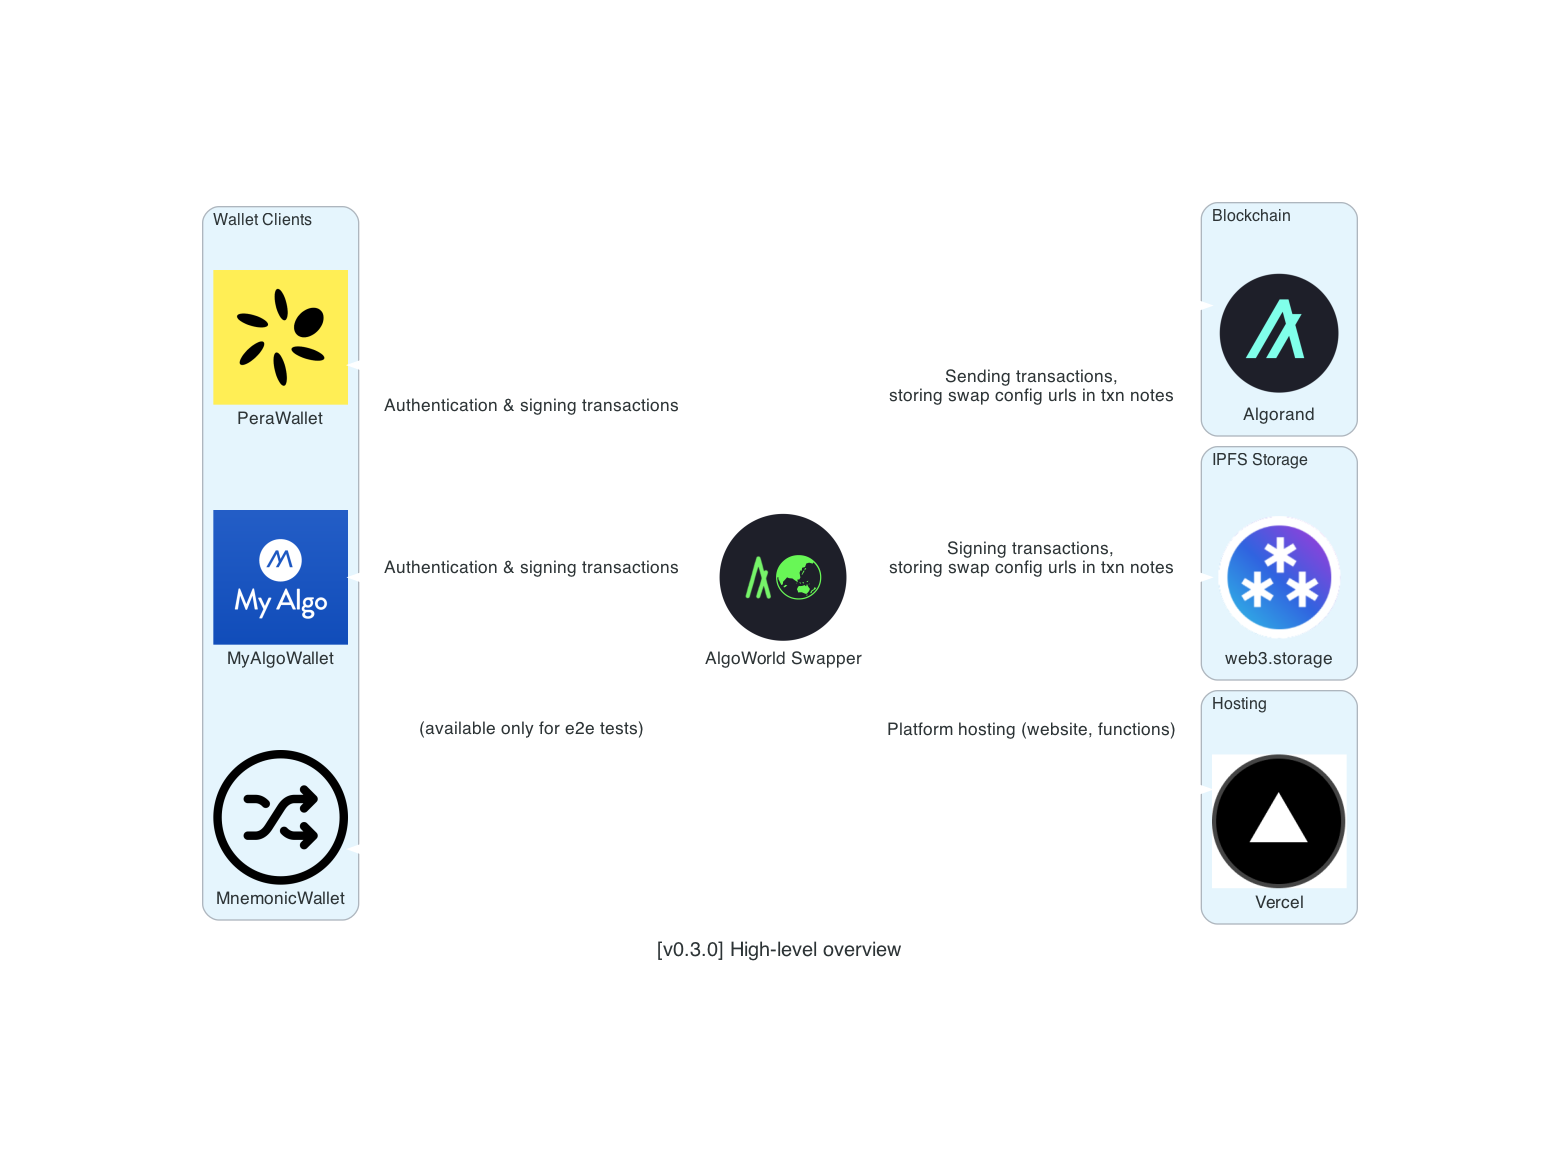 Wallet Clients
PeraWallet
My Algo
MyAlgoWallet
MnemonicWallet
Authentication & signing transactions
Authentication & signing transactions
(available only for e2e tests)
AlgoWorld Swapper
Sending transactions,
storing swap config urls in txn notes
Signing transactions,
storing swap config urls in txn notes
Platform hosting (website, functions)
Blockchain
Algorand
IPFS Storage
web3.storage
Hosting
Vercel
[v0.3.0] High-level overview